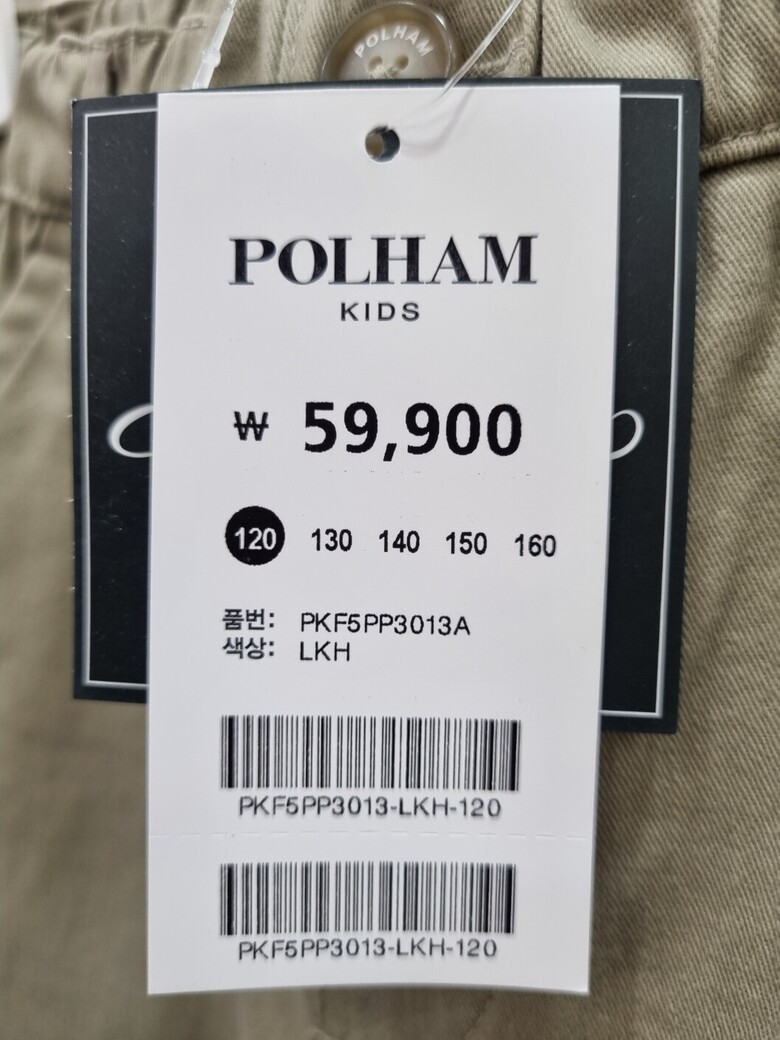 POLHAM
POLHAM
KIDS
₩ 59,900
120 130 140 150 160
품번: PKF5PP3013A
색상: LKH
PKF5PP3013-LKH-120
PKF5PP3013-LKH-120